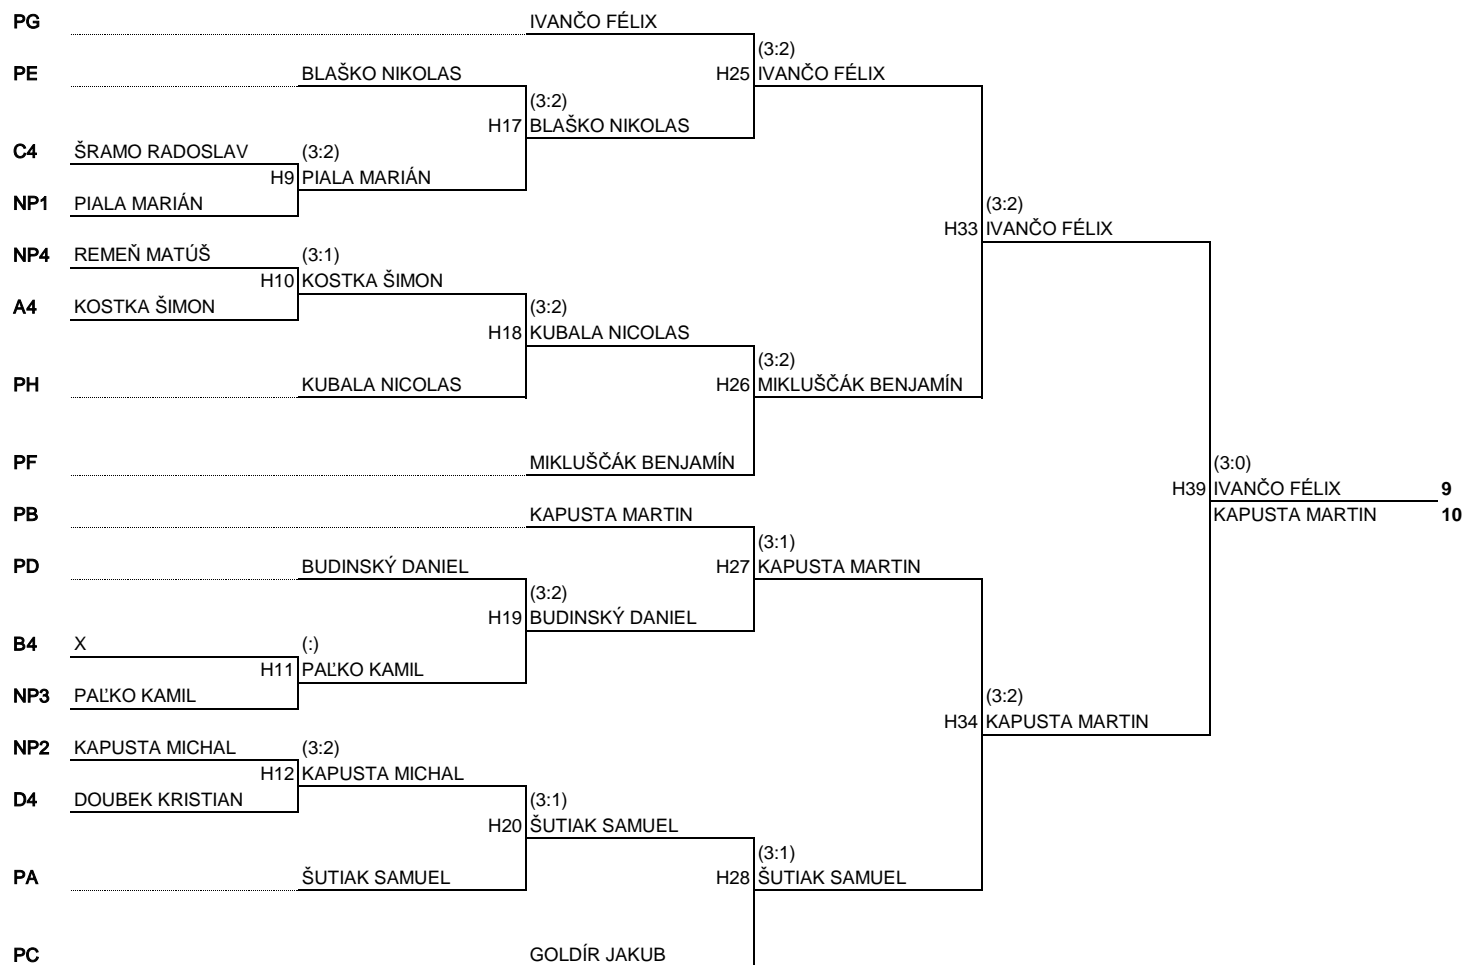 PG IVANČO FÉLIX
(3:2)
PE BLAŠKO NIKOLAS H25 IVANČO FÉLIX
(3:2)
H17 BLAŠKO NIKOLAS
C4 ŠRAMO RADOSLAV (3:2)
H9 PIALA MARIÁN
NP1 PIALA MARIÁN (3:2)
H33 IVANČO FÉLIX
NP4 REMEŇ MATÚŠ (3:1)
H10 KOSTKA ŠIMON
A4 KOSTKA ŠIMON (3:2)
H18 KUBALA NICOLAS
(3:2)
PH KUBALA NICOLAS H26 MIKLUŠČÁK BENJAMÍN
PF MIKLUŠČÁK BENJAMÍN (3:0)
H39 IVANČO FÉLIX 9
PB KAPUSTA MARTIN KAPUSTA MARTIN 10
(3:1)
PD BUDINSKÝ DANIEL H27 KAPUSTA MARTIN
(3:2)
H19 BUDINSKÝ DANIEL
B4 X (:)
H11 PAĽKO KAMIL
NP3 PAĽKO KAMIL (3:2)
H34 KAPUSTA MARTIN
NP2 KAPUSTA MICHAL (3:2)
H12 KAPUSTA MICHAL
D4 DOUBEK KRISTIAN (3:1)
H20 ŠUTIAK SAMUEL
(3:1)
PA ŠUTIAK SAMUEL H28 ŠUTIAK SAMUEL
PC GOLDÍR JAKUB